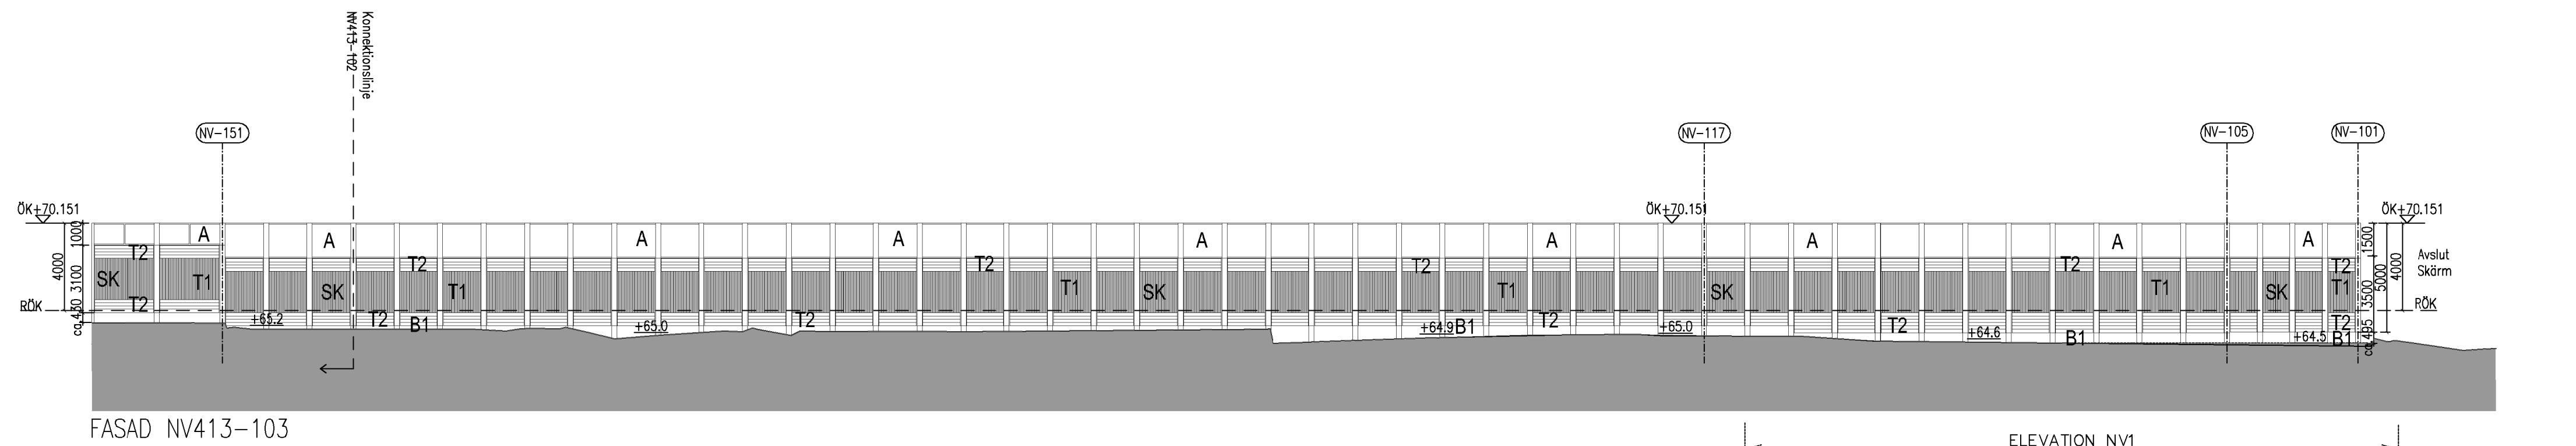 Konnektionslinje
NV413-102
NV-151
NV-117
NV-105
NV-101
ÖK+70.151
ÖK+70.151
ÖK+70.151
1000
4000
3100
ca 430
RÖK
A
A
A
A
A
A
A
A
A
T2
T2
T2
T2
T2
T2
SK
T1
SK
T1
T1
SK
T1
SK
T1
SK
T1
T2
T2
T2
T2
T2
T2
B1
B1
B1
B1
+65.2
+65.0
+64.9
+65.0
+64.6
+64.5
1500
3500
ca 495
5000
4000
Avslut
Skärm
RÖK
FASAD NV413-103
ELEVATION NV1